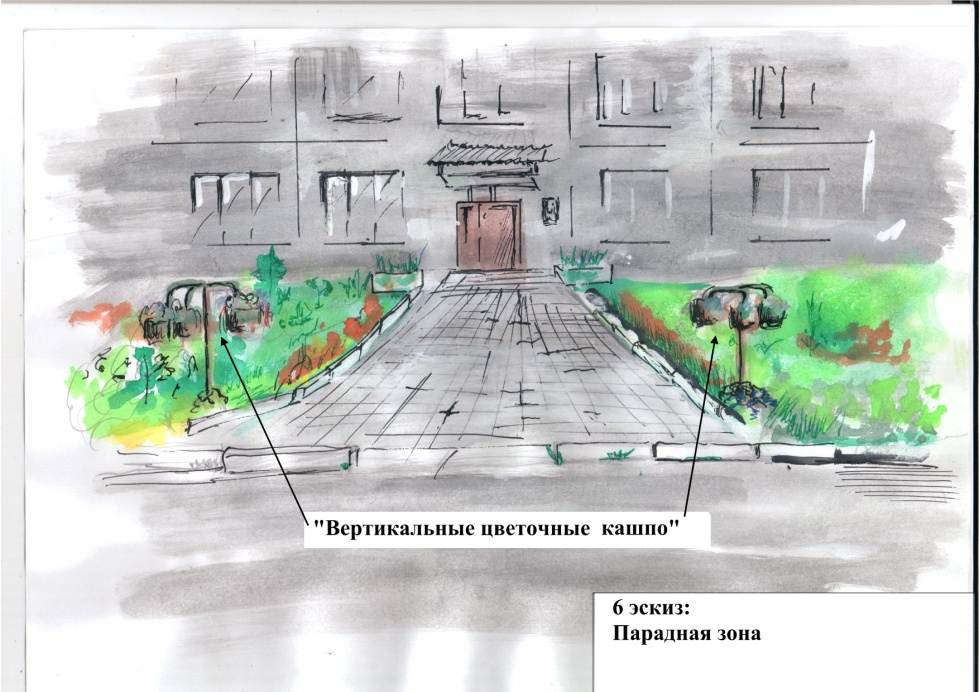 "Вертикальные цветочные кашпо"
6 эскиз:
Парадная зона